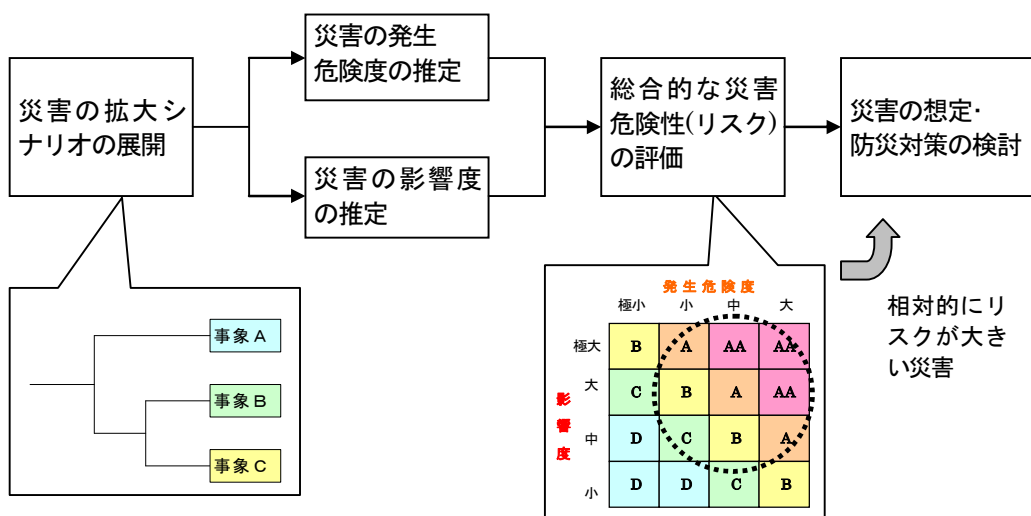 災害の拡大シ
ナリオの展開
災害の発生
危険度の推定
災害の影響度
の推定
総合的な災害
危険性(リスク)
の評価
災害の想定・
防災対策の検討
事象A
事象B
事象C
発生危険度
極小 小 中 大
影響度
極大 B A AA AA
大 C B A AA
中 D C B A
小 D D C B
相対的にリ
スクが大き
い災害